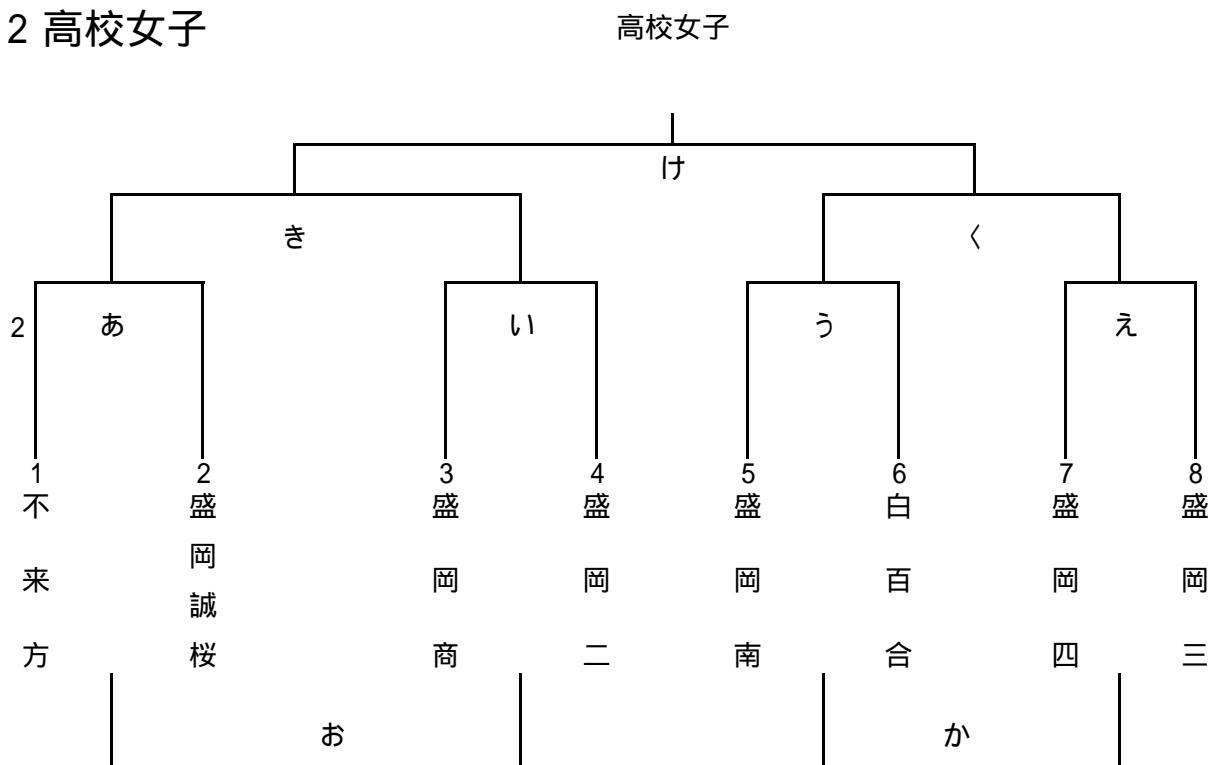 2 高校女子
高校女子
け
き く
2 あ い う え
1 2 3 4 5 6 7 8
不来方
盛岡誠桜
盛岡商
盛岡二
盛岡南
白百合
盛岡四
盛岡三
お か